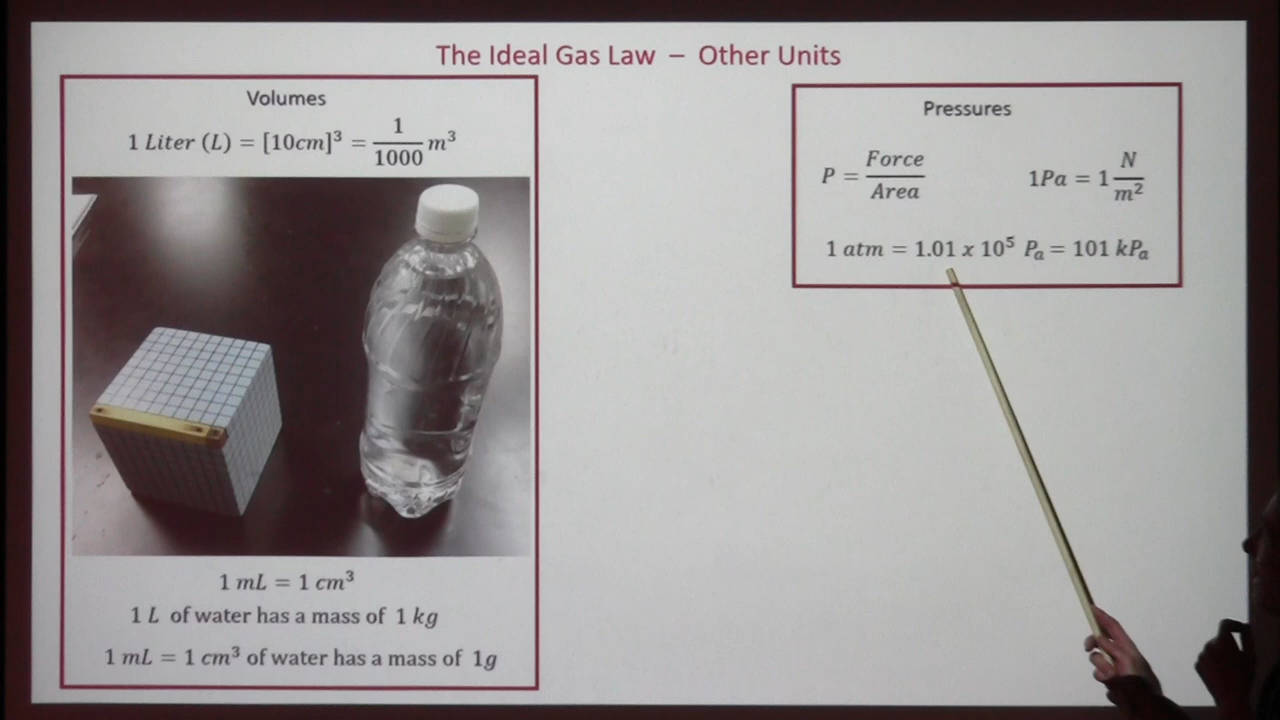 The Ideal Gas Law – Other Units
Volumes
1 Liter (L) = [10cm]³ = 1/1000 m³
1 mL = 1 cm³
1 L of water has a mass of 1 kg
1 mL = 1 cm³ of water has a mass of 1g
Pressures
P = Force/Area
1Pa = 1 N/m²
1 atm = 1.01 x 10⁵ Pₐ = 101 kPₐ